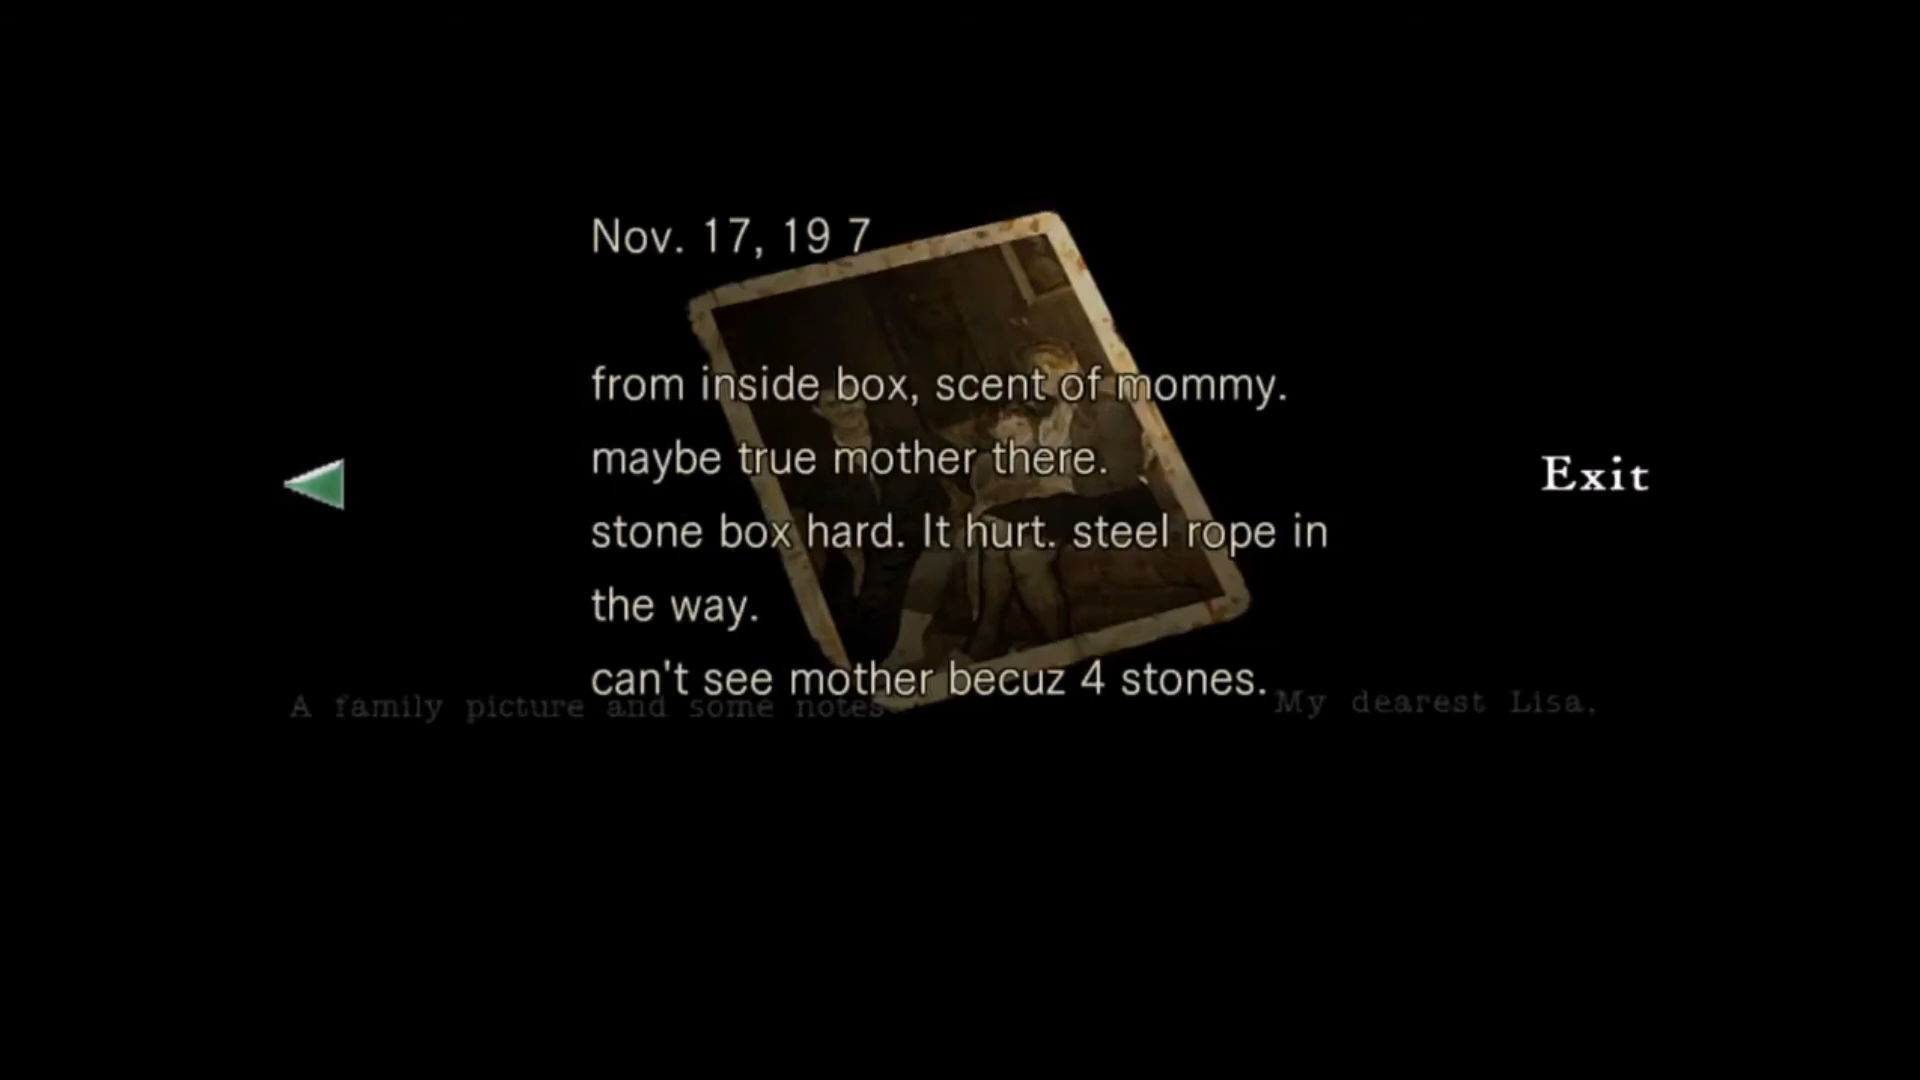 Nov. 17, 19 7
from inside box, scent of mommy.
maybe true mother there.
stone box hard. It hurt. steel rope in
the way.
can't see mother becuz 4 stones.
Exit
A family picture and some notes
My dearest Lisa,